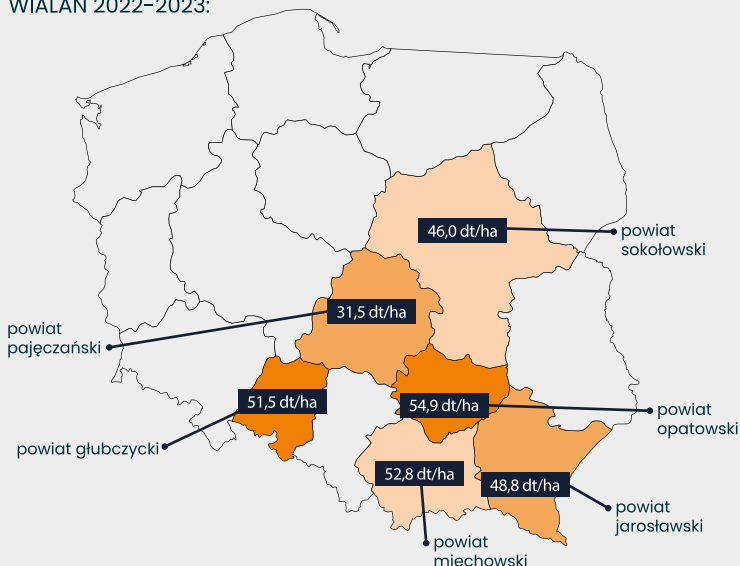 WIALAN 2022–2023:
46,0 dt/ha
powiat
sokołowski
31,5 dt/ha
powiat
pajęczański
51,5 dt/ha
powiat głubczycki
54,9 dt/ha
powiat
opatowski
52,8 dt/ha
powiat
miechowski
48,8 dt/ha
powiat
jarosławski